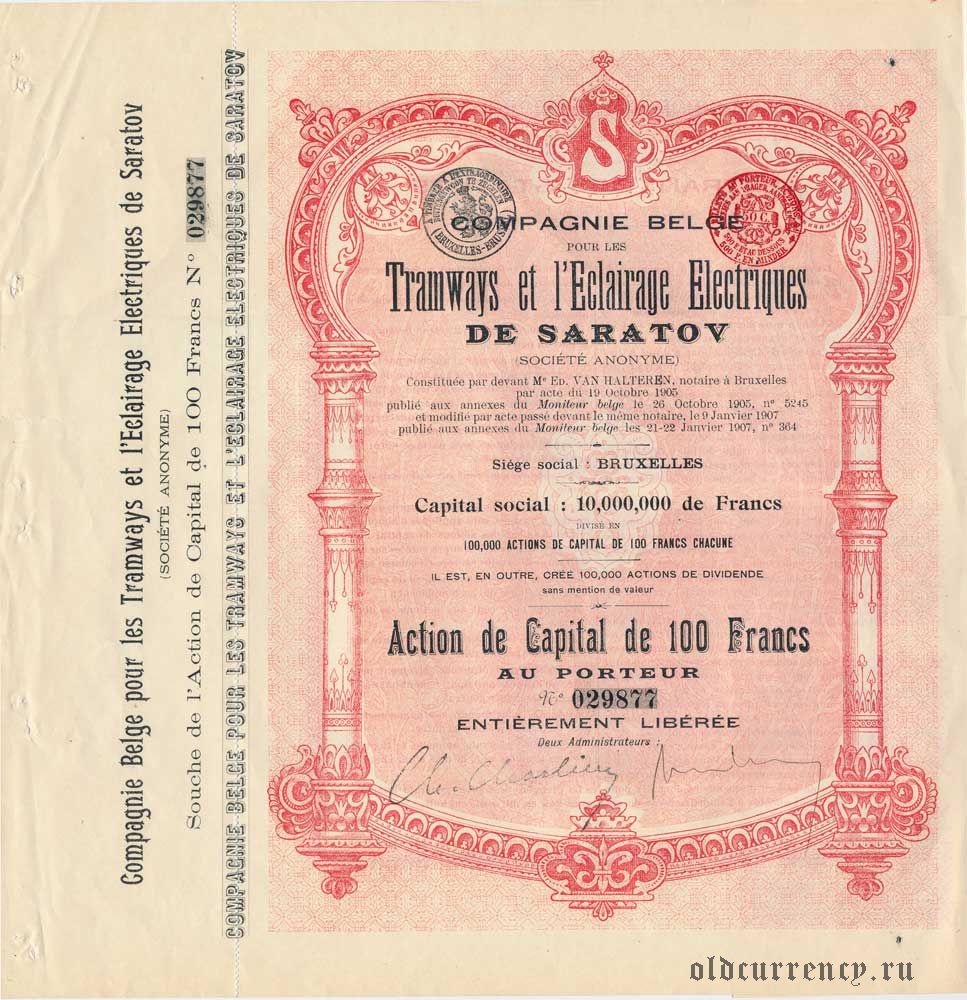 Compagnie Belge pour les Tramways et l'Eclairage Electriques de Saratov
(SOCIÉTÉ ANONYME)
Souche de l'Action de Capital de 100 Francs N° 029877
COMPAGNIE BELGE POUR LES TRAMWAYS ET L'ECLAIRAGE ELECTRIQUES DE SARATOV
S
COMPAGNIE BELGE
POUR LES
Tramways et l'Eclairage Electriques
DE SARATOV
(SOCIÉTÉ ANONYME)
Constituée par devant Me ED. VAN HALTEREN, notaire à Bruxelles
par acte du 19 Octobre 1905
publié aux annexes du Moniteur belge le 26 Octobre 1905, n° 5245
et modifié par acte passé devant le même notaire, le 9 Janvier 1907
publié aux annexes du Moniteur belge les 21-22 Janvier 1907, n° 364
Siège social : BRUXELLES
Capital social : 10,000,000 de Francs
DIVISÉ EN
100,000 ACTIONS DE CAPITAL DE 100 FRANCS CHACUNE
IL EST, EN OUTRE, CRÉÉ 100,000 ACTIONS DE DIVIDENDE
sans mention de valeur
Action de Capital de 100 Francs
AU PORTEUR
N° 029877
ENTIÈREMENT LIBÉRÉE
Deux Administrateurs :
oldcurrency.ru